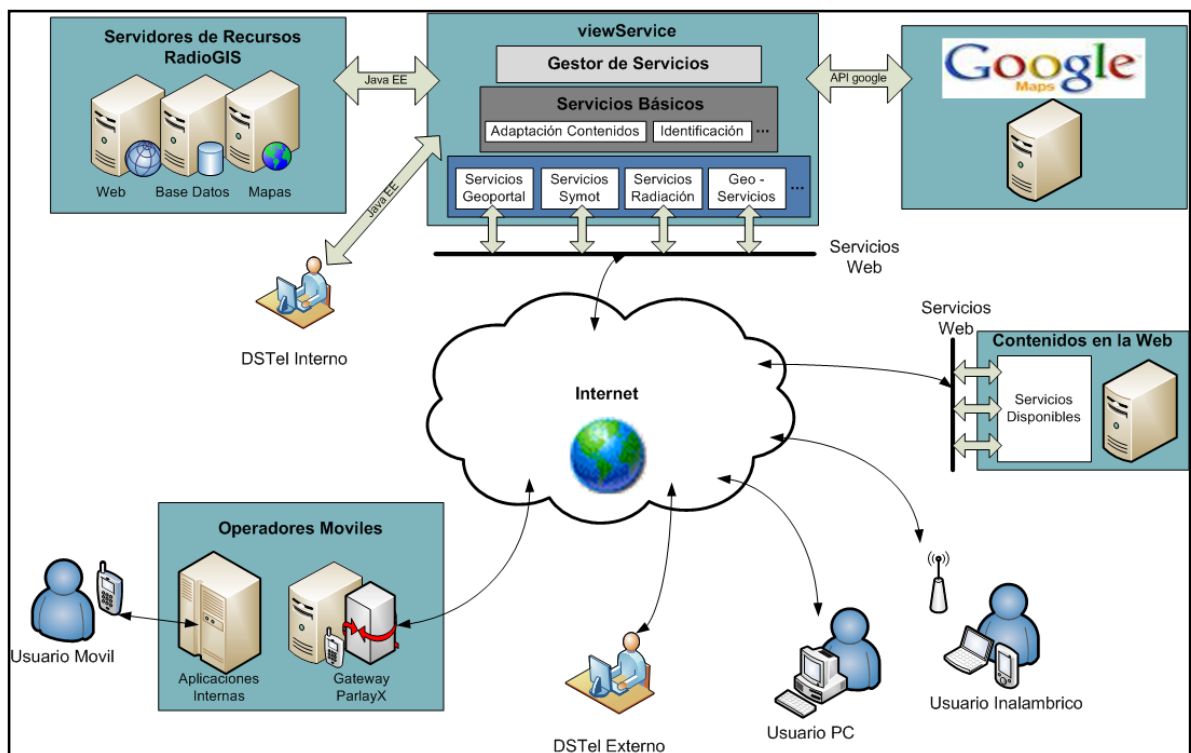 Servidores de Recursos
RadioGIS
Web
Base Datos
Mapas
Java EE
viewService
Gestor de Servicios
Servicios Básicos
Adaptación Contenidos
Identificación
...
Servicios
Geoportal
Servicios
Symot
Servicios
Radiación
Geo -
Servicios
...
API google
Google
Maps
Java EE
Servicios
Web
DSTel Interno
Internet
Servicios
Web
Contenidos en la Web
Servicios
Disponibles
Operadores Moviles
Usuario Movil
Aplicaciones
Internas
Gateway
ParlayX
DSTel Externo
Usuario PC
Usuario Inalambrico